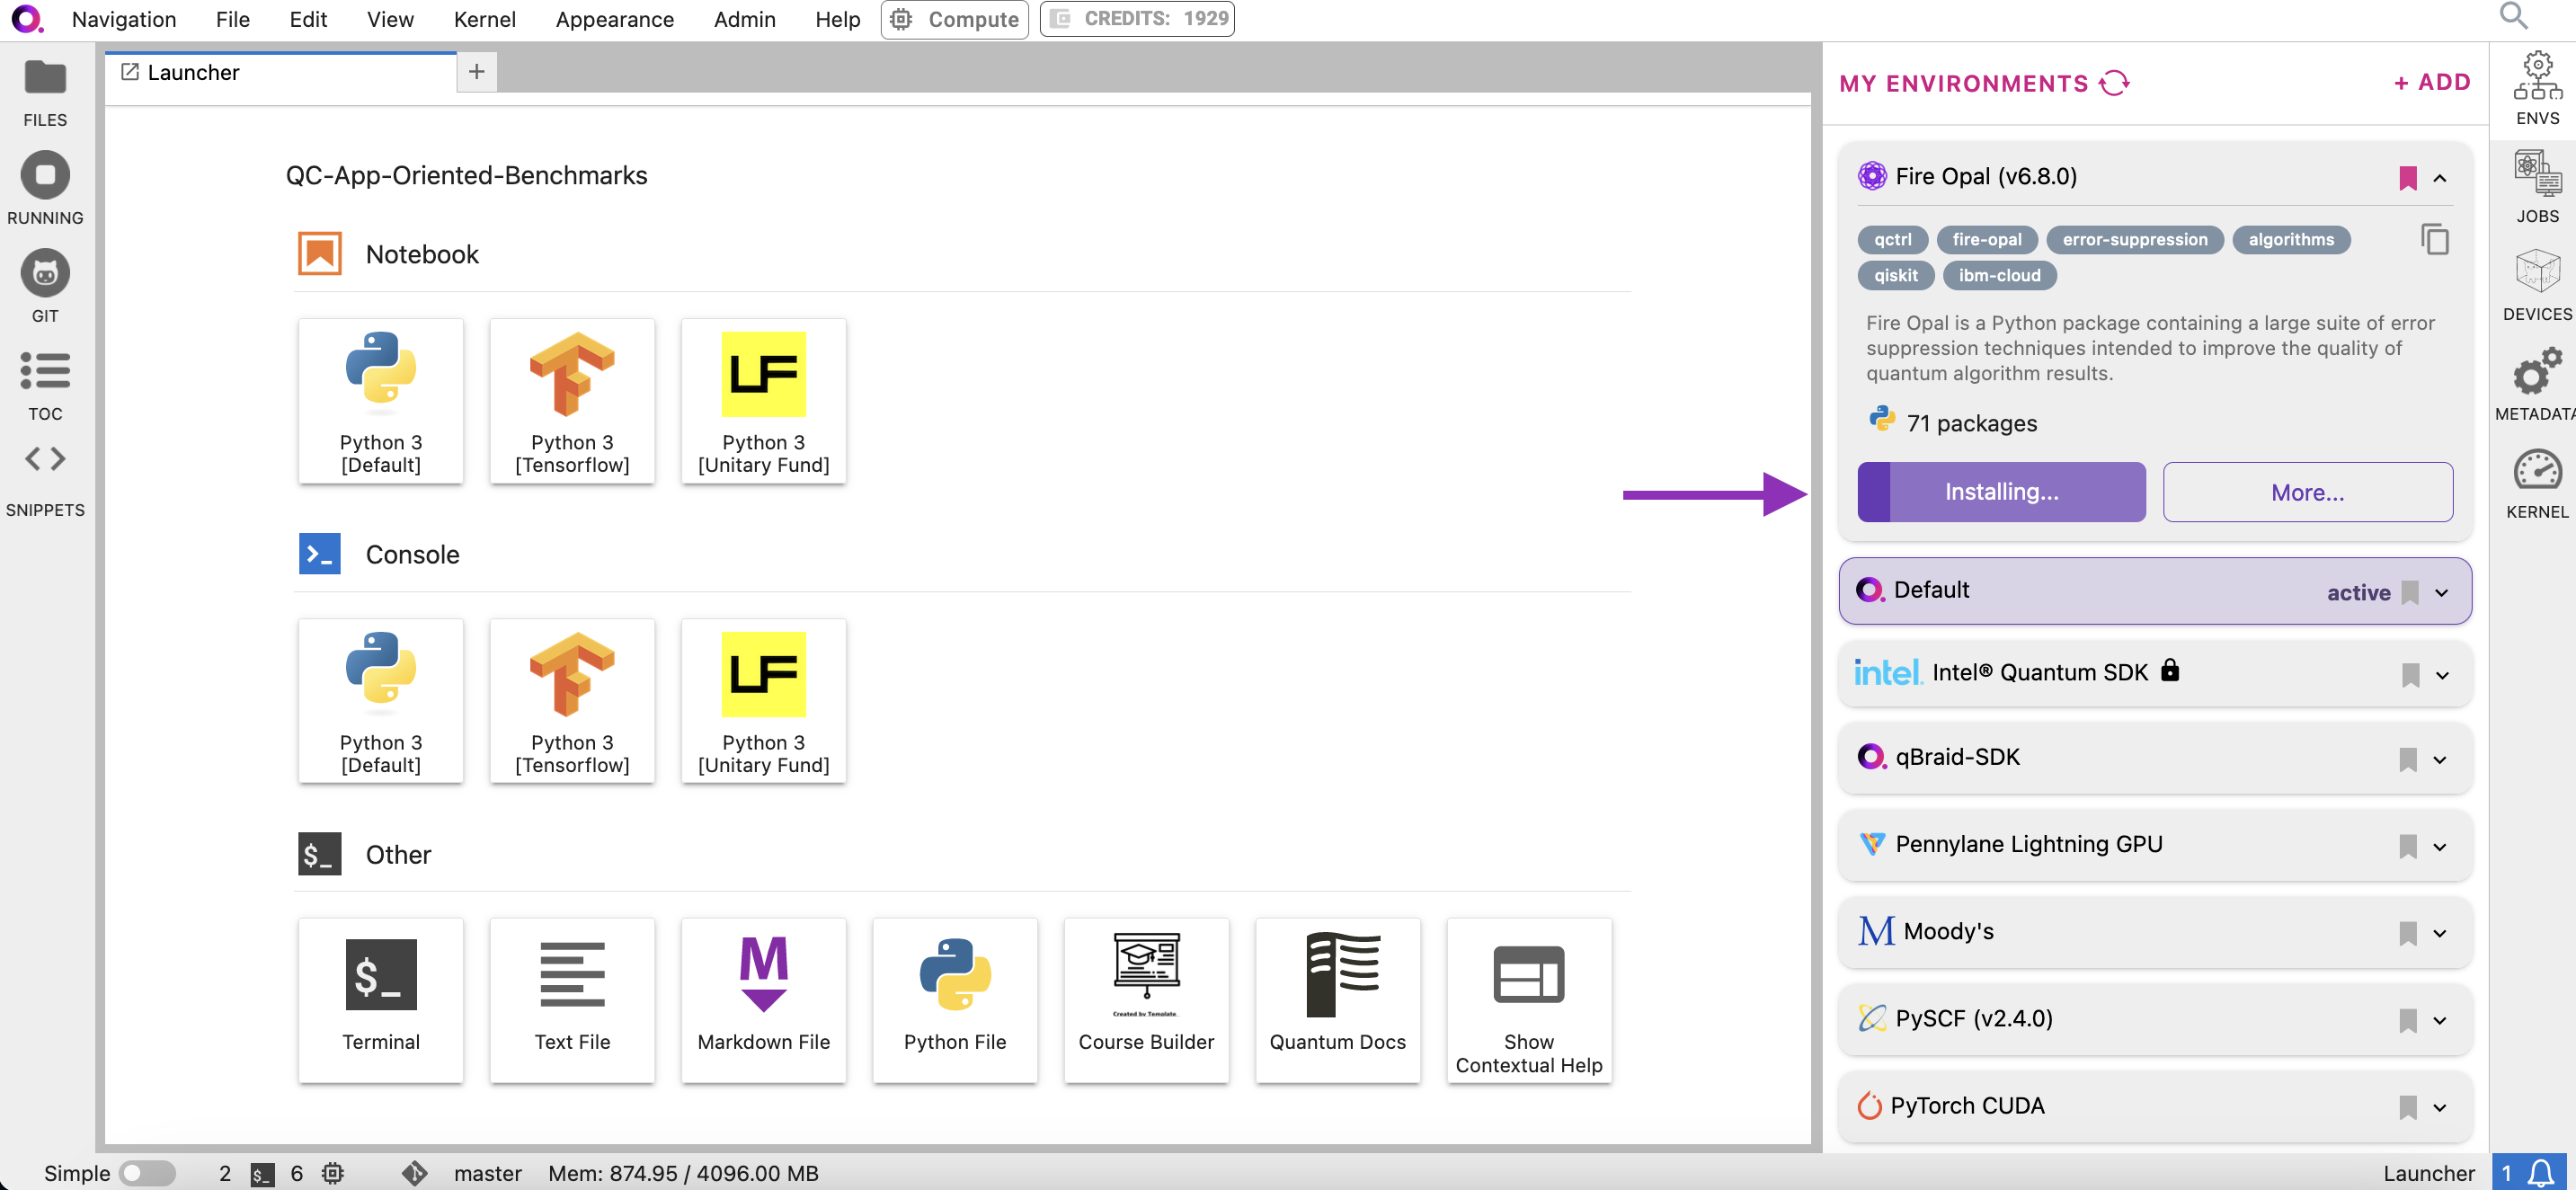 Navigation File Edit View Kernel Appearance Admin Help Compute CREDITS: 1929
FILES
RUNNING
GIT
TOC
SNIPPETS
Launcher
QC-App-Oriented-Benchmarks
Notebook
Python 3
[Default]
Python 3
[Tensorflow]
LF
Python 3
[Unitary Fund]
Console
Python 3
[Default]
Python 3
[Tensorflow]
LF
Python 3
[Unitary Fund]
$_ Other
$_
Terminal
Text File
M
Markdown File
Python File
Created by Template
Course Builder
Quantum Docs
Show
Contextual Help
MY ENVIRONMENTS + ADD
Fire Opal (v6.8.0)
qctrl fire-opal error-suppression algorithms
qiskit ibm-cloud
Fire Opal is a Python package containing a large suite of error
suppression techniques intended to improve the quality of
quantum algorithm results.
71 packages
Installing... More...
Default active
intel. Intel® Quantum SDK
qBraid-SDK
Pennylane Lightning GPU
M Moody's
PySCF (v2.4.0)
PyTorch CUDA
ENVS
JOBS
DEVICES
METADATA
KERNEL
Simple 2 $_ 6 master Mem: 874.95 / 4096.00 MB Launcher 1